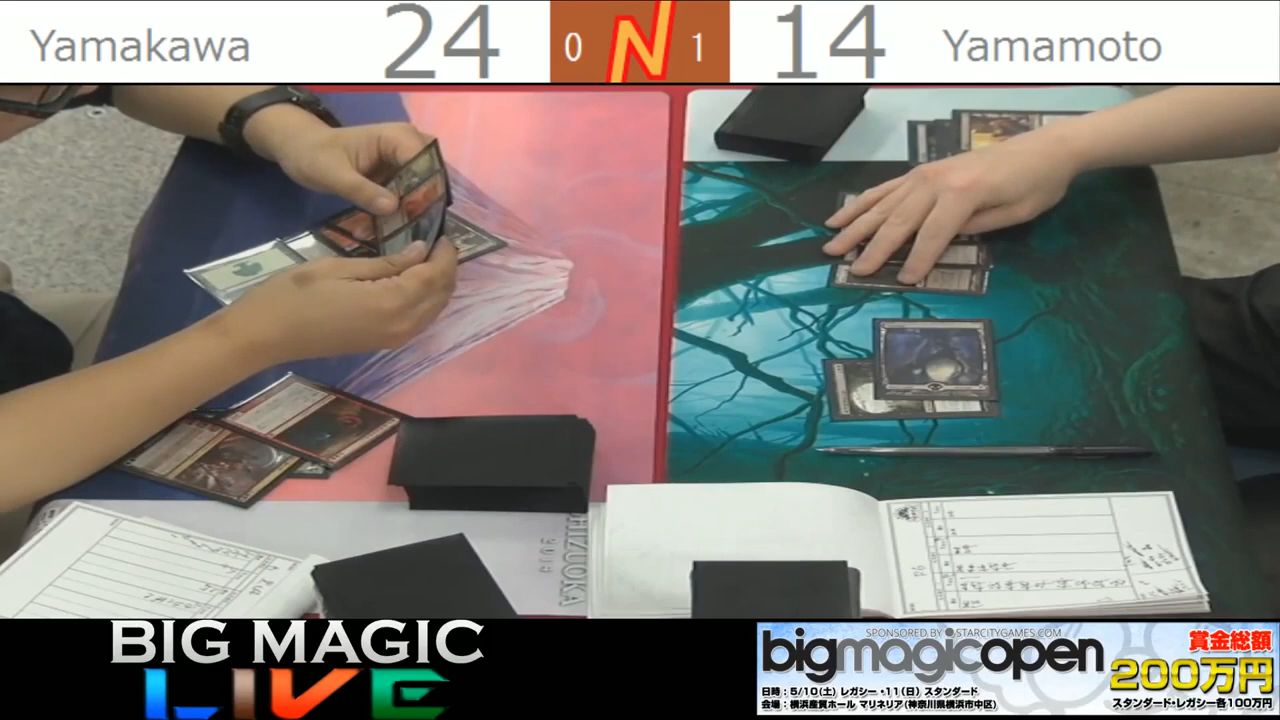 Yamakawa
24
0
N
1
14
Yamamoto
SHIZUOKA
2013
BIG MAGIC
LIVE
SPONSORED BY STARCITYGAMES.COM
bigmagicopen
賞金総額
200万円
日時：5/10(土) レガシー・11(日) スタンダード
会場：横浜産貿ホール マリネリア(神奈川県横浜市中区)
スタンダード・レガシー各100万円